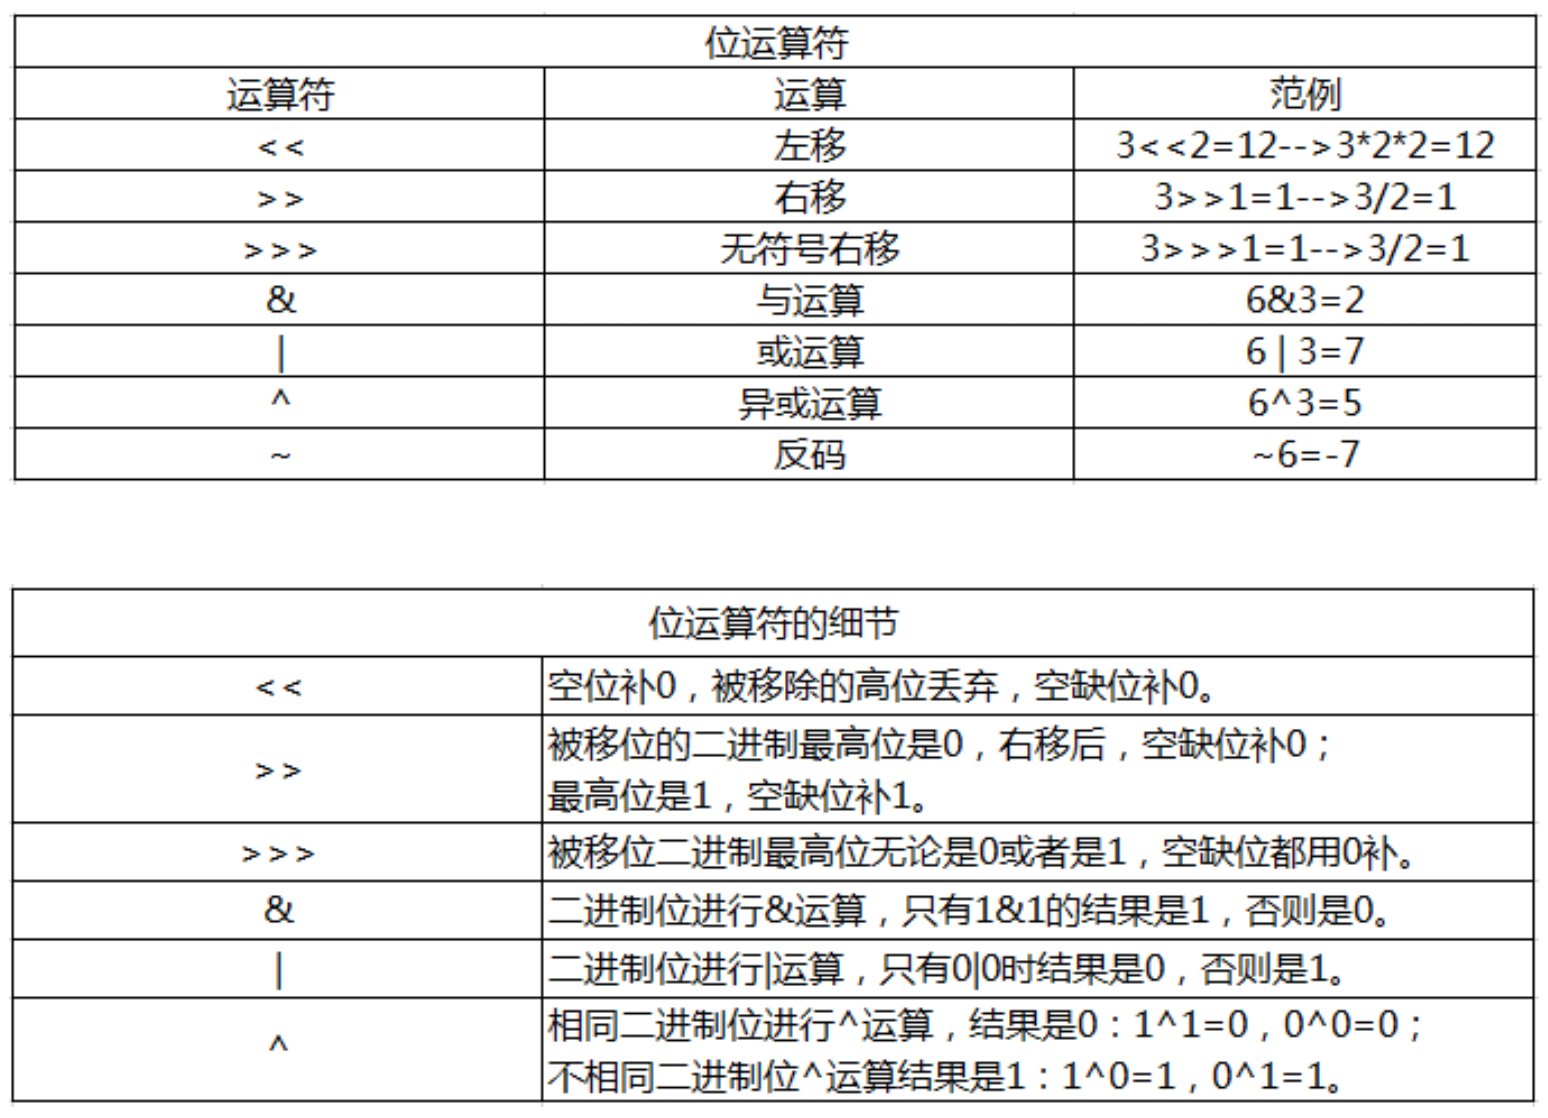 位运算符
运算符 运算 范例
<< 左移 3<<2=12-->3*2*2=12
>> 右移 3>>1=1-->3/2=1
>>> 无符号右移 3>>>1=1-->3/2=1
& 与运算 6&3=2
| 或运算 6 | 3=7
^ 异或运算 6^3=5
~ 反码 ~6=-7
位运算符的细节
<< 空位补0，被移除的高位丢弃，空缺位补0。
>> 被移位的二进制最高位是0，右移后，空缺位补0；
最高位是1，空缺位补1。
>>> 被移位二进制最高位无论是0或者是1，空缺位都用0补。
& 二进制位进行&运算，只有1&1的结果是1，否则是0。
| 二进制位进行|运算，只有0|0时结果是0，否则是1。
^ 相同二进制位进行^运算，结果是0：1^1=0，0^0=0；
不相同二进制位^运算结果是1：1^0=1，0^1=1。